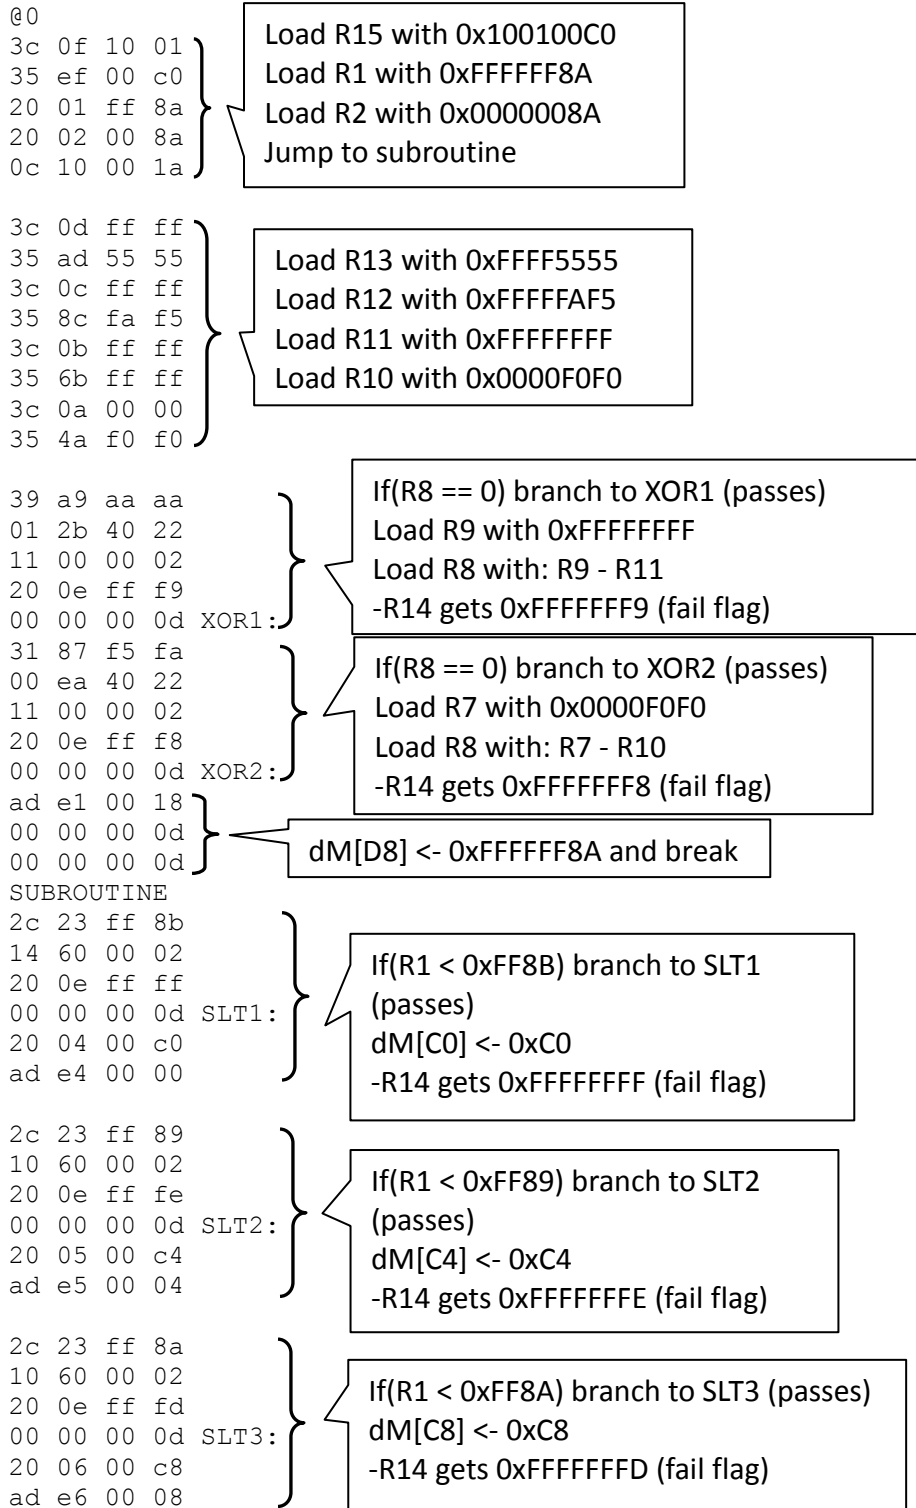 @0
3c 0f 10 01
35 ef 00 c0
20 01 ff 8a
20 02 00 8a
0c 10 00 1a
Load R15 with 0x100100C0
Load R1 with 0xFFFFFF8A
Load R2 with 0x0000008A
Jump to subroutine
3c 0d ff ff
35 ad 55 55
3c 0c ff ff
35 8c fa f5
3c 0b ff ff
35 6b ff ff
3c 0a 00 00
35 4a f0 f0
Load R13 with 0xFFFF5555
Load R12 with 0xFFFFFAF5
Load R11 with 0xFFFFFFFF
Load R10 with 0x0000F0F0
39 a9 aa aa
01 2b 40 22
11 00 00 02
20 0e ff f9
00 00 00 0d XOR1:
If(R8 == 0) branch to XOR1 (passes)
Load R9 with 0xFFFFFFFF
Load R8 with: R9 - R11
-R14 gets 0xFFFFFFF9 (fail flag)
31 87 f5 fa
00 ea 40 22
11 00 00 02
20 0e ff f8
00 00 00 0d XOR2:
If(R8 == 0) branch to XOR2 (passes)
Load R7 with 0x0000F0F0
Load R8 with: R7 - R10
-R14 gets 0xFFFFFFF8 (fail flag)
ad e1 00 18
00 00 00 0d
00 00 00 0d
dM[D8] <- 0xFFFFFF8A and break
SUBROUTINE
2c 23 ff 8b
14 60 00 02
20 0e ff ff
00 00 00 0d SLT1:
20 04 00 c0
ad e4 00 00
If(R1 < 0xFF8B) branch to SLT1
(passes)
dM[C0] <- 0xC0
-R14 gets 0xFFFFFFFF (fail flag)
2c 23 ff 89
10 60 00 02
20 0e ff fe
00 00 00 0d SLT2:
20 05 00 c4
ad e5 00 04
If(R1 < 0xFF89) branch to SLT2
(passes)
dM[C4] <- 0xC4
-R14 gets 0xFFFFFFFE (fail flag)
2c 23 ff 8a
10 60 00 02
20 0e ff fd
00 00 00 0d SLT3:
20 06 00 c8
ad e6 00 08
If(R1 < 0xFF8A) branch to SLT3 (passes)
dM[C8] <- 0xC8
-R14 gets 0xFFFFFFFD (fail flag)